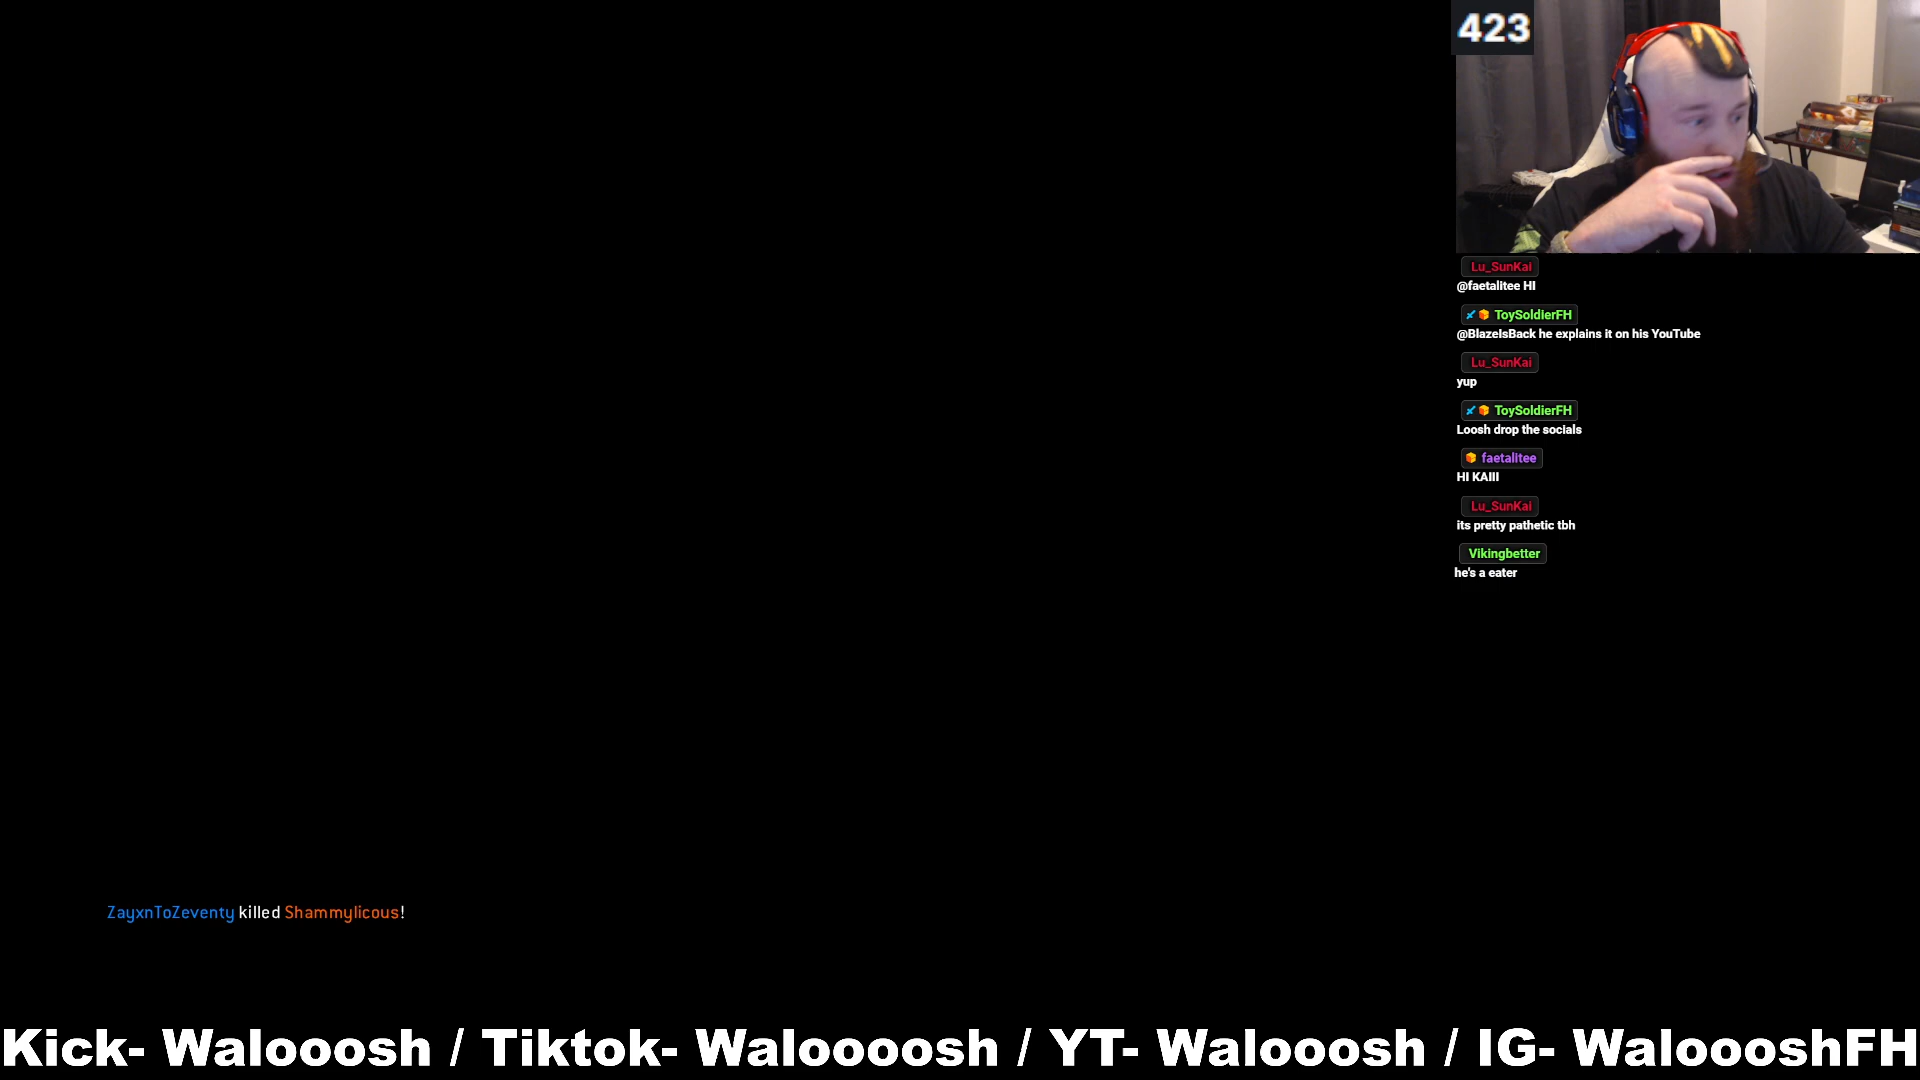 423
Lu_SunKai
@faetalitee HI
ToySoldierFH
@BlazeIsBack he explains it on his YouTube
Lu_SunKai
yup
ToySoldierFH
Loosh drop the socials
faetalitee
HI KAIII
Lu_SunKai
its pretty pathetic tbh
Vikingbetter
he's a eater
ZayxnToZeventy killed Shammylicous!
Kick- Walooosh / Tiktok- Waloooosh / YT- Walooosh / IG- WaloooshFH